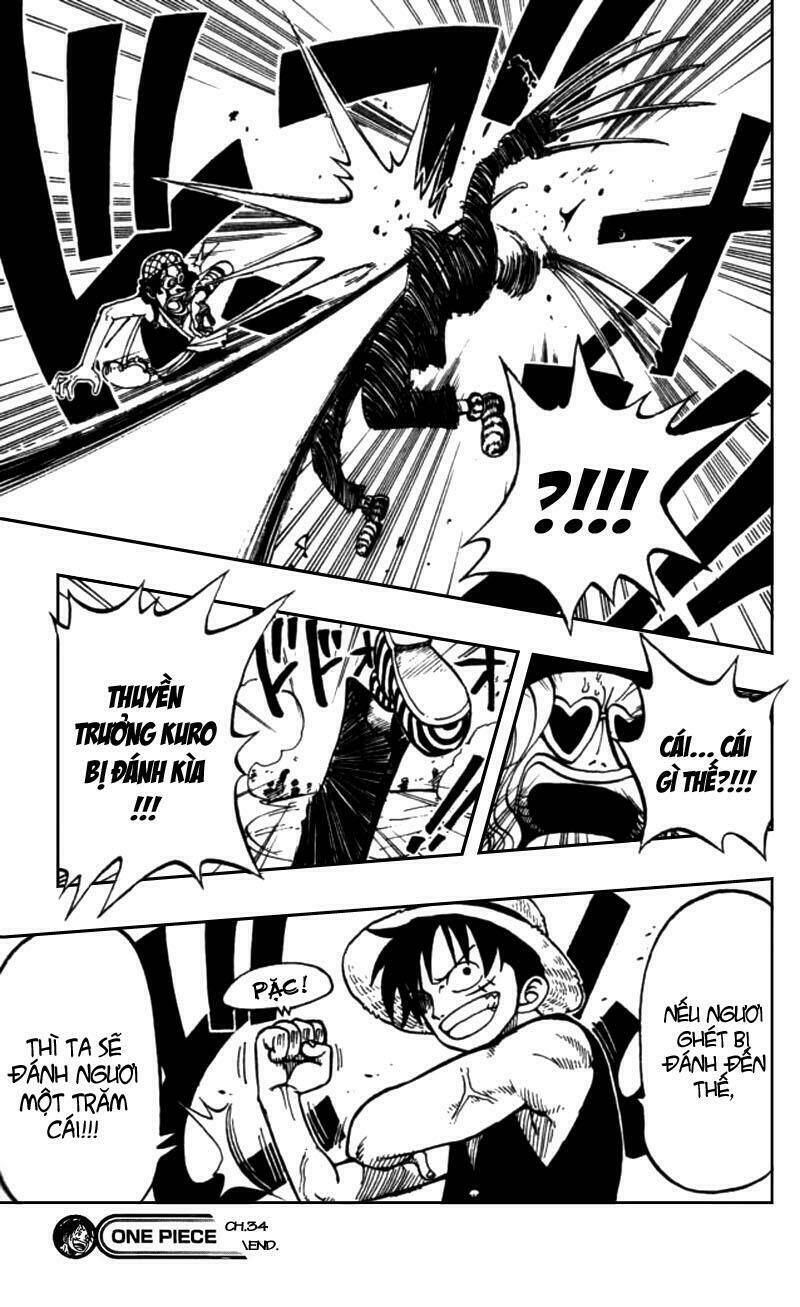 ?!!!
CÁI... CÁI
GÌ THẾ?!!!
THUYỀN
TRƯỞNG KURO
BỊ ĐÁNH KÌA
!!!
NẾU NGƯƠI
GHÉT BỊ
ĐÁNH ĐẾN
THẾ,
PẶC!
THÌ TA SẼ
ĐÁNH NGƯƠI
MỘT TRĂM
CÁI!!!
ONE PIECE
CH.34
\END.